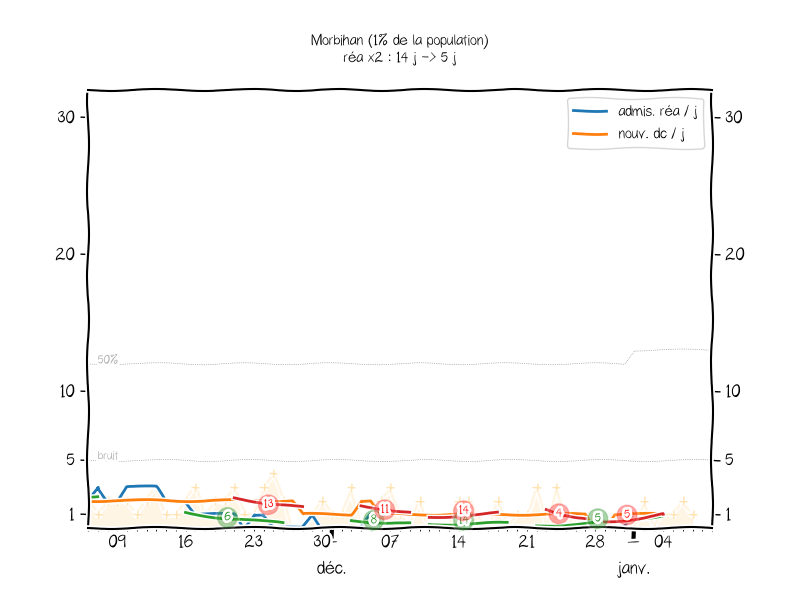 Morbihan (1% de la population)
réa x2 : 14 j -> 5 j
admis. réa / j
nouv. dc / j
30 30
20 20
50%
10 10
bruit
5 5
13 11 14 4 5
6 8 14 5
1 1
09 16 23 30 07 14 21 28 04
déc. janv.